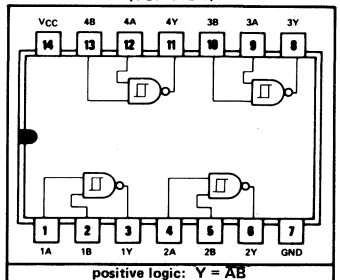 VCC 4B 4A 4Y 3B 3A 3Y
14 13 12 11 10 9 8
1 2 3 4 5 6 7
1A 1B 1Y 2A 2B 2Y GND
positive logic: Y = A̅B̅